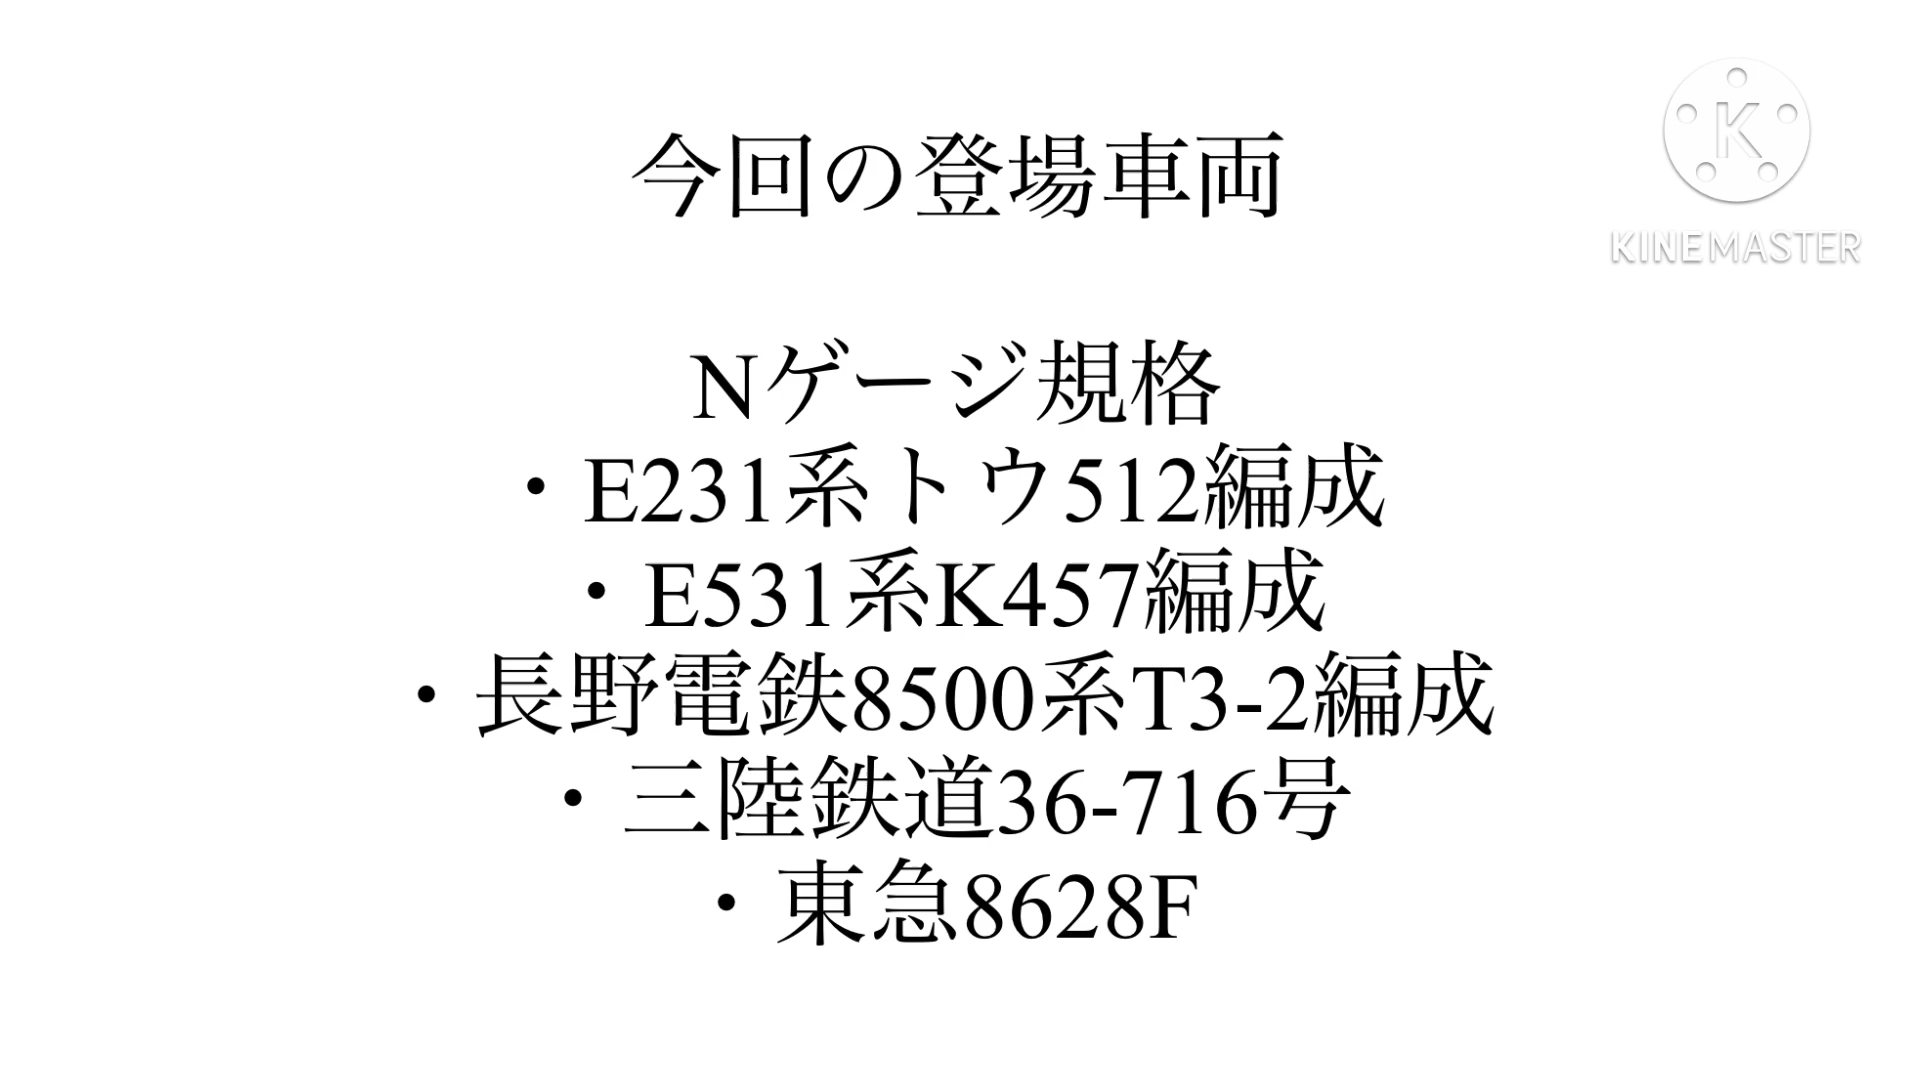 今回の登場車両
K
KINEMASTER
Nゲージ規格
・E231系トウ512編成
・E531系K457編成
・長野電鉄8500系T3-2編成
・三陸鉄道36-716号
・東急8628F